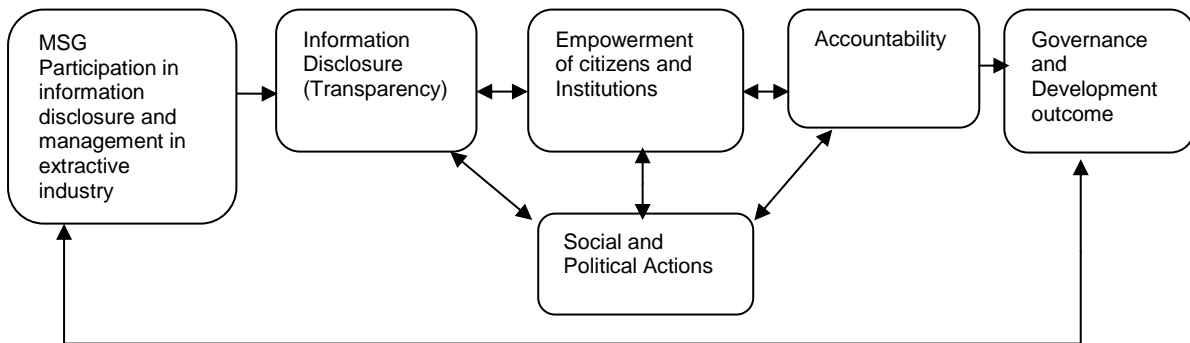 MSG
Participation in
information
disclosure and
management in
extractive
industry
Information
Disclosure
(Transparency)
Empowerment
of citizens and
Institutions
Accountability
Governance
and
Development
outcome
Social and
Political Actions